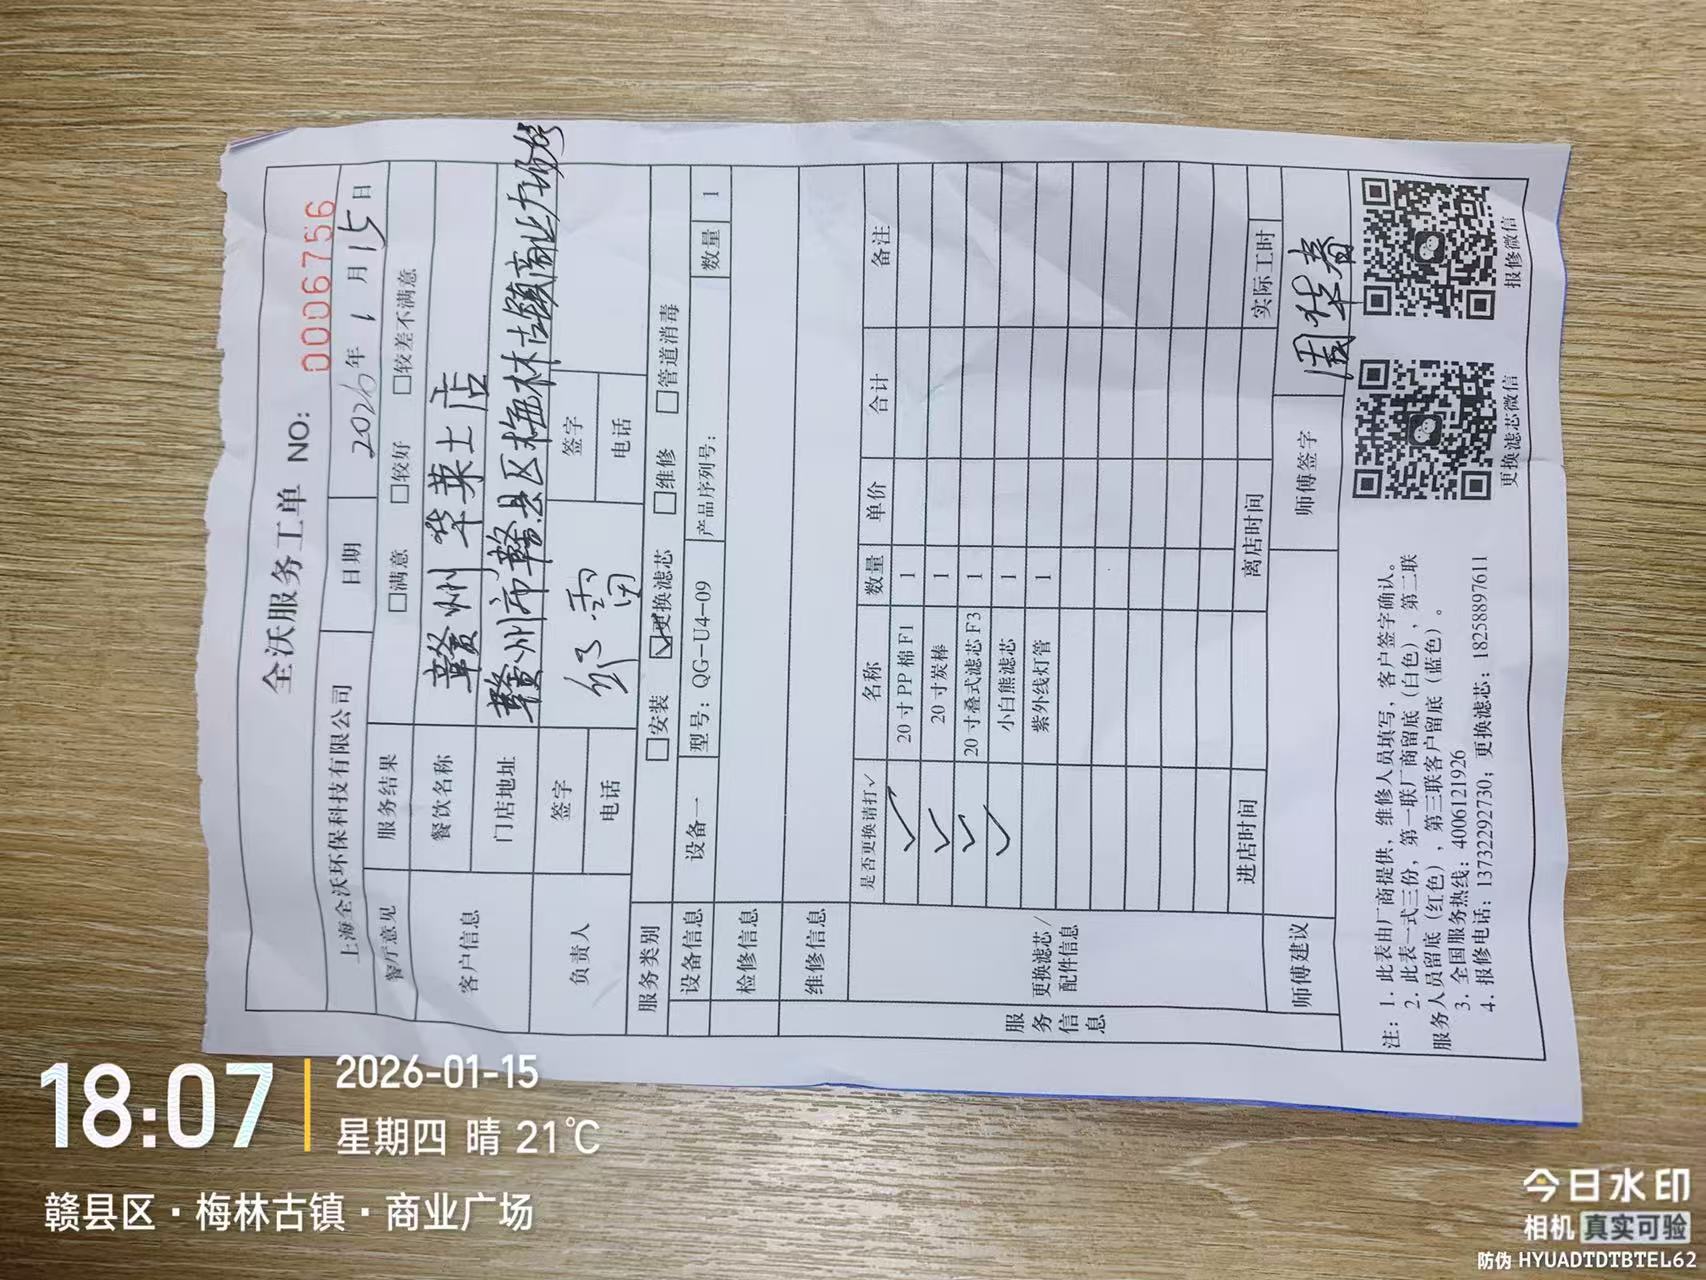 全沃服务工单 NO: 0006756
上海全沃环保科技有限公司 日期 2026年1月15日
餐厅意见 服务结果 □满意 □较好 □较差不满意
客户信息 餐饮名称 赣州华莱士店
门店地址 赣州市赣县区梅林古镇商业广场
负责人 签字 签字
电话 电话
服务类别 □安装 ☑更换滤芯 □维修 □管道消毒
设备信息 设备一 型号: QG-U4-09 产品序列号: 数量 1
检修信息
维修信息
服务信息
更换滤芯/配件信息
是否更换请打✓ 名称 数量 单价 合计 备注
✓ 20寸PP棉F1 1
✓ 20寸炭棒 1
✓ 20寸叠式滤芯F3 1
✓ 小白熊滤芯 1
紫外线灯管 1
进店时间 离店时间 实际工时
师傅建议 师傅签字 周华春
注: 1. 此表由厂商提供，维修人员填写，客户签字确认。
2. 此表一式三份，第一联厂商留底（白色），第二联
服务人员留底（红色），第三联客户留底（蓝色）。
3. 全国服务热线: 4006121926
4. 报修电话: 13732292730; 更换滤芯: 18258897611
更换滤芯微信 报修微信
18:07
2026-01-15
星期四 晴 21℃
赣县区·梅林古镇·商业广场
今日水印
相机 真实可验
防伪 HYUADTDTBTEL62